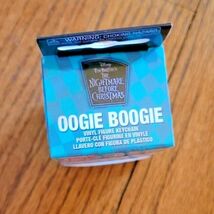 WARNING: CHOKING HAZARD
Disney
Tim Burton's
THE
NIGHTMARE
BEFORE
CHRISTMAS
OOGIE BOOGIE
VINYL FIGURE KEYCHAIN
PORTE-CLÉ FIGURINE EN VINYLE
LLAVERO CON FIGURA DE PLÁSTICO